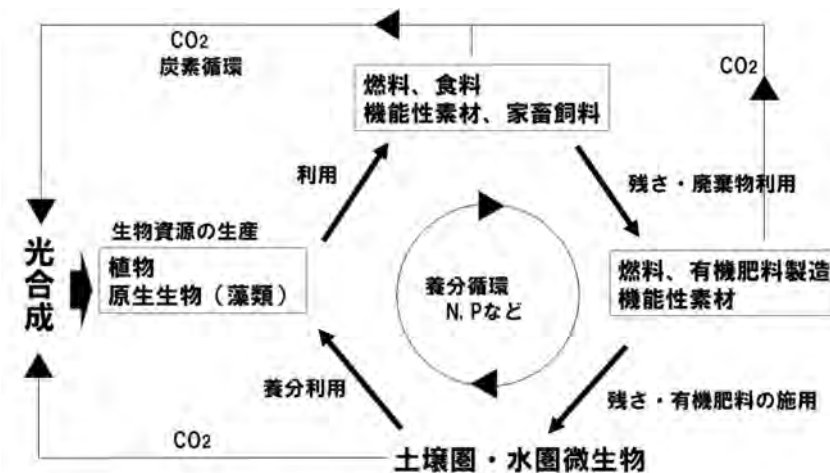 CO2
炭素循環
CO2
燃料、食料
機能性素材、家畜飼料
利用
残さ・廃棄物利用
生物資源の生産
光合成
植物
原生生物（藻類）
養分循環
N, Pなど
燃料、有機肥料製造
機能性素材
養分利用
残さ・有機肥料の施用
CO2
土壌圏・水圏微生物